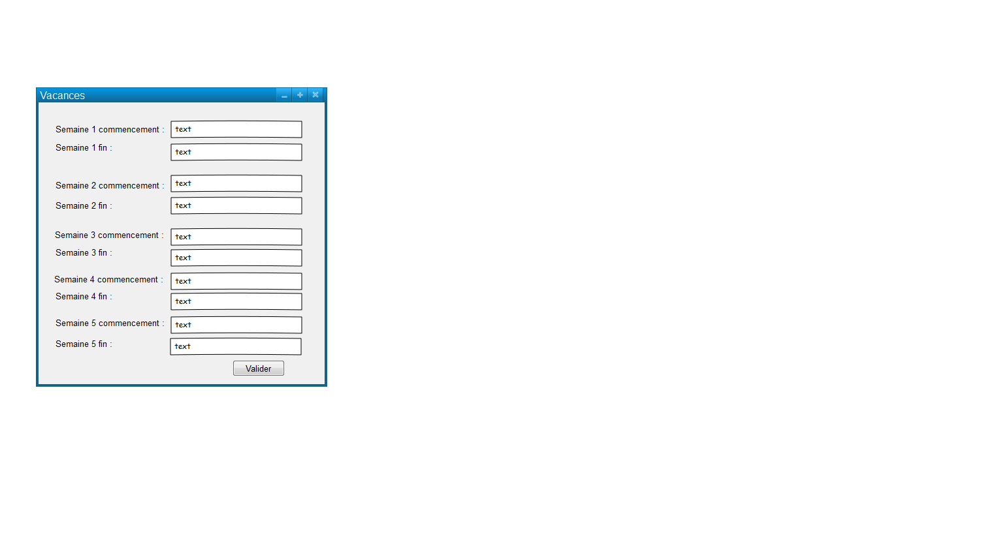 Vacances
Semaine 1 commencement : text
Semaine 1 fin : text
Semaine 2 commencement : text
Semaine 2 fin : text
Semaine 3 commencement : text
Semaine 3 fin : text
Semaine 4 commencement : text
Semaine 4 fin : text
Semaine 5 commencement : text
Semaine 5 fin : text
Valider